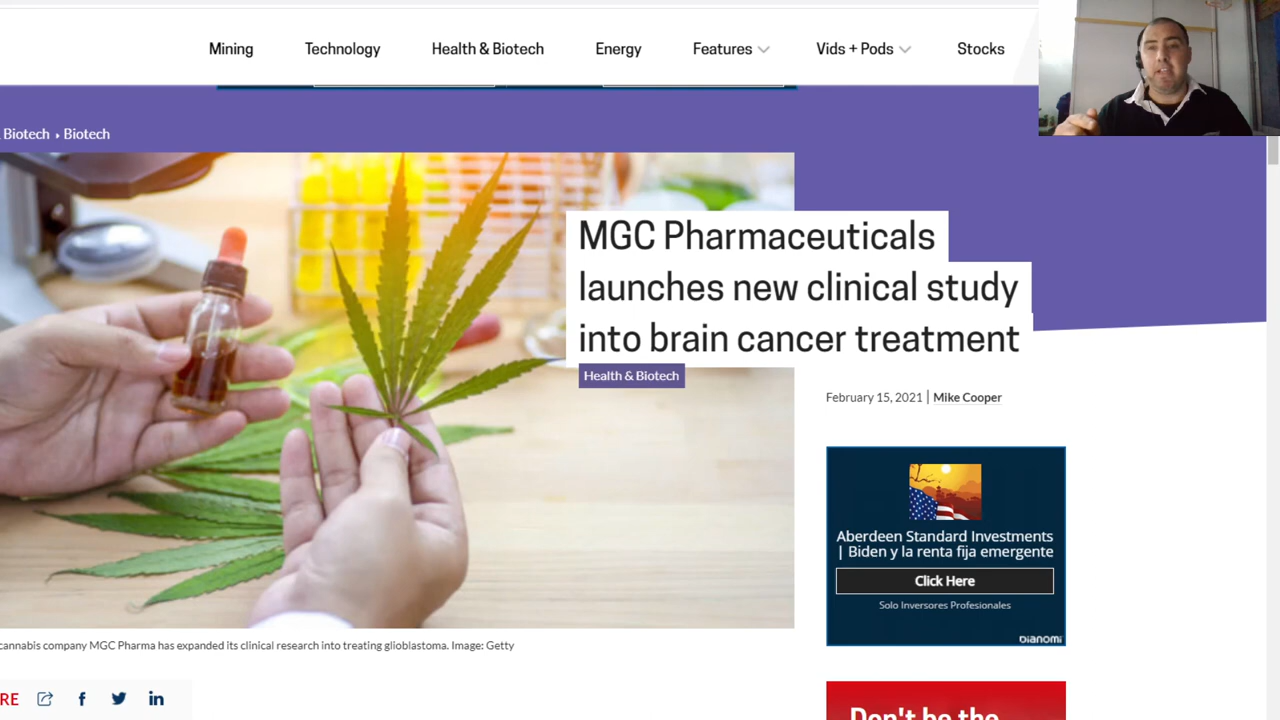 Mining Technology Health & Biotech Energy Features Vids + Pods Stocks
Biotech › Biotech
MGC Pharmaceuticals
launches new clinical study
into brain cancer treatment
Health & Biotech
February 15, 2021 | Mike Cooper
Aberdeen Standard Investments
| Biden y la renta fija emergente
Click Here
Solo Inversores Profesionales
Dianomi
cannabis company MGC Pharma has expanded its clinical research into treating glioblastoma. Image: Getty
RE
Don't be the